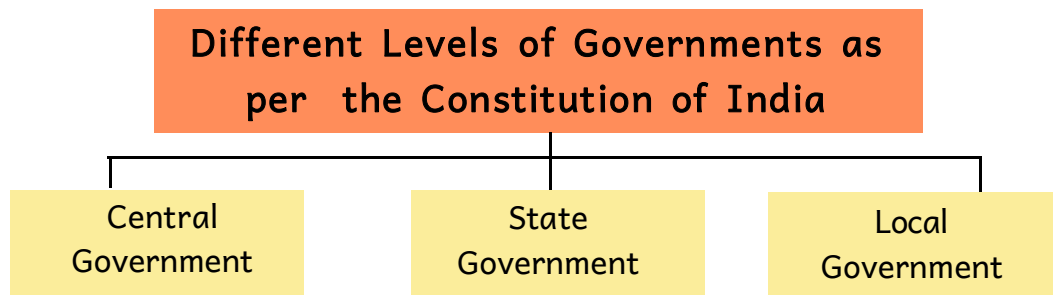 Different Levels of Governments as
per the Constitution of India
Central
Government
State
Government
Local
Government